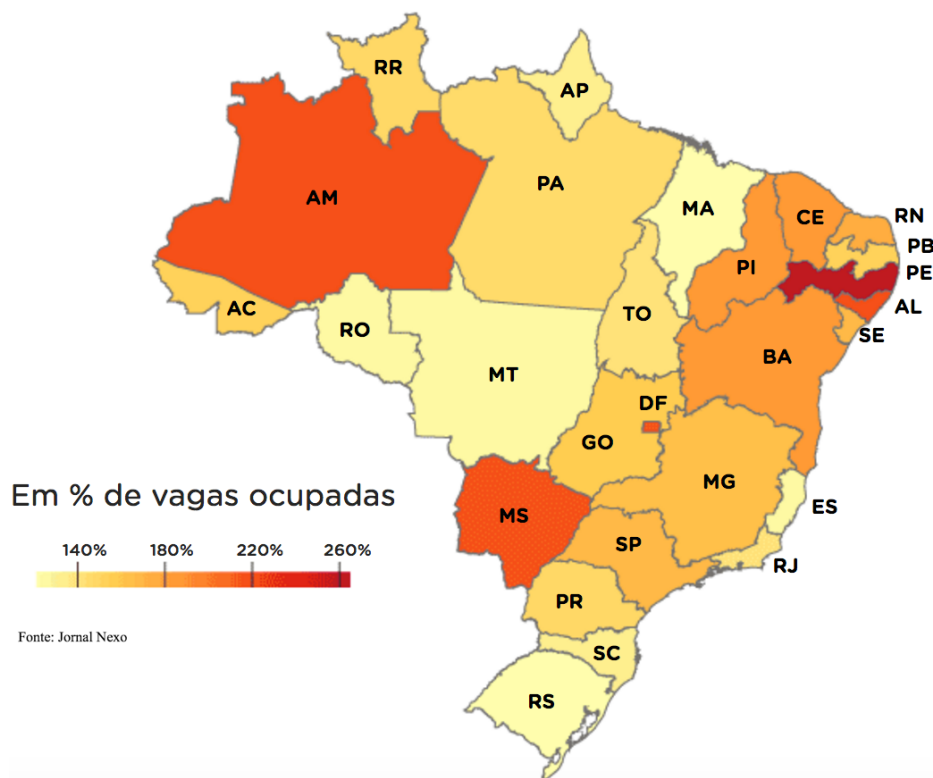 RR
AP
AM
PA
MA
CE
RN
PB
PE
PI
AL
AC
TO
SE
RO
BA
MT
DF
GO
MG
Em % de vagas ocupadas
ES
MS
SP
140% 180% 220% 260%
RJ
PR
Fonte: Jornal Nexo
SC
RS